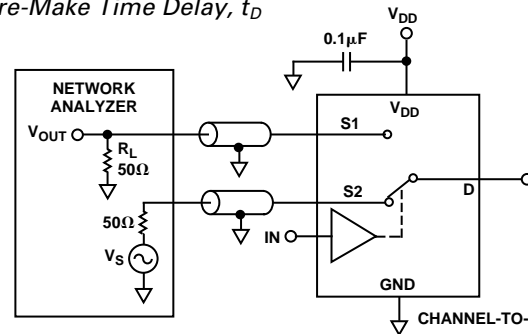 re-Make Time Delay, tD
VDD
0.1µF
NETWORK
ANALYZER
VDD
VOUT
S1
RL
50Ω
S2
D
50Ω
IN
VS
GND
CHANNEL-TO-